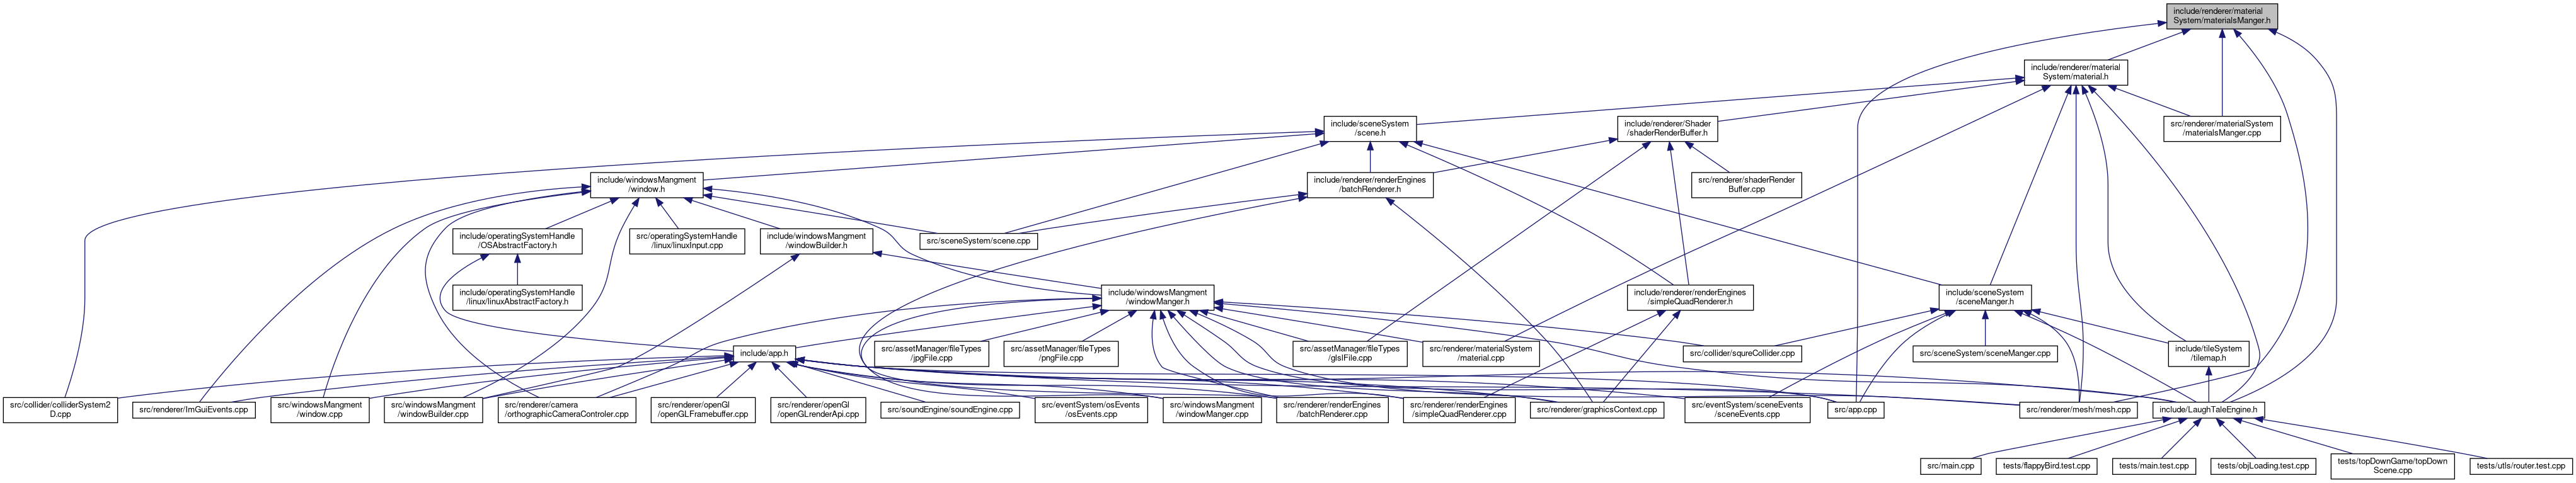 include/renderer/material
System/materialsManger.h
include/renderer/material
System/material.h
include/sceneSystem
/scene.h
include/renderer/Shader
/shaderRenderBuffer.h
src/renderer/materialSystem
/materialsManger.cpp
include/windowsMangment
/window.h
include/renderer/renderEngines
/batchRenderer.h
src/renderer/shaderRender
Buffer.cpp
include/operatingSystemHandle
/OSAbstractFactory.h
src/operatingSystemHandle
/linux/linuxInput.cpp
include/windowsMangment
/windowBuilder.h
src/sceneSystem/scene.cpp
include/operatingSystemHandle
/linux/linuxAbstractFactory.h
include/windowsMangment
/windowManger.h
include/renderer/renderEngines
/simpleQuadRenderer.h
include/sceneSystem
/sceneManger.h
include/app.h
src/assetManager/fileTypes
/jpgFile.cpp
src/assetManager/fileTypes
/pngFile.cpp
src/assetManager/fileTypes
/glslFile.cpp
src/renderer/materialSystem
/material.cpp
src/collider/squreCollider.cpp
src/sceneSystem/sceneManger.cpp
include/tileSystem
/tilemap.h
src/collider/colliderSystem2
D.cpp
src/renderer/ImGuiEvents.cpp
src/windowsMangment
/window.cpp
src/windowsMangment
/windowBuilder.cpp
src/renderer/camera
/orthographicCameraControler.cpp
src/renderer/openGl
/openGLFramebuffer.cpp
src/renderer/openGl
/openGLrenderApi.cpp
src/soundEngine/soundEngine.cpp
src/eventSystem/osEvents
/osEvents.cpp
src/windowsMangment
/windowManger.cpp
src/renderer/renderEngines
/batchRenderer.cpp
src/renderer/renderEngines
/simpleQuadRenderer.cpp
src/renderer/graphicsContext.cpp
src/eventSystem/sceneEvents
/sceneEvents.cpp
src/app.cpp
src/renderer/mesh/mesh.cpp
include/LaughTaleEngine.h
src/main.cpp
tests/flappyBird.test.cpp
tests/main.test.cpp
tests/objLoading.test.cpp
tests/topDownGame/topDown
Scene.cpp
tests/utls/router.test.cpp